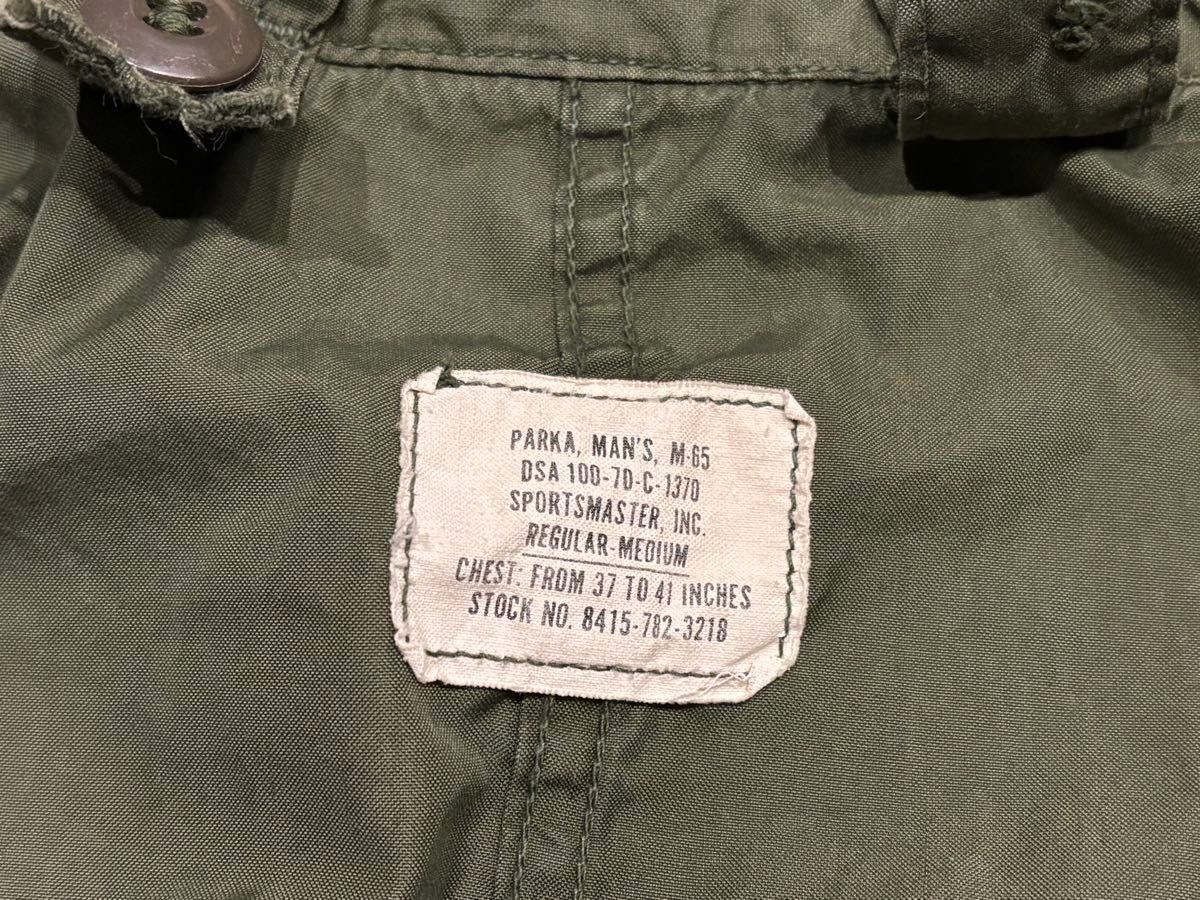 PARKA, MAN'S, M-65
DSA 100-70-C-1370
SPORTSMASTER, INC.
REGULAR-MEDIUM
CHEST: FROM 37 TO 41 INCHES
STOCK NO. 8415-782-3218